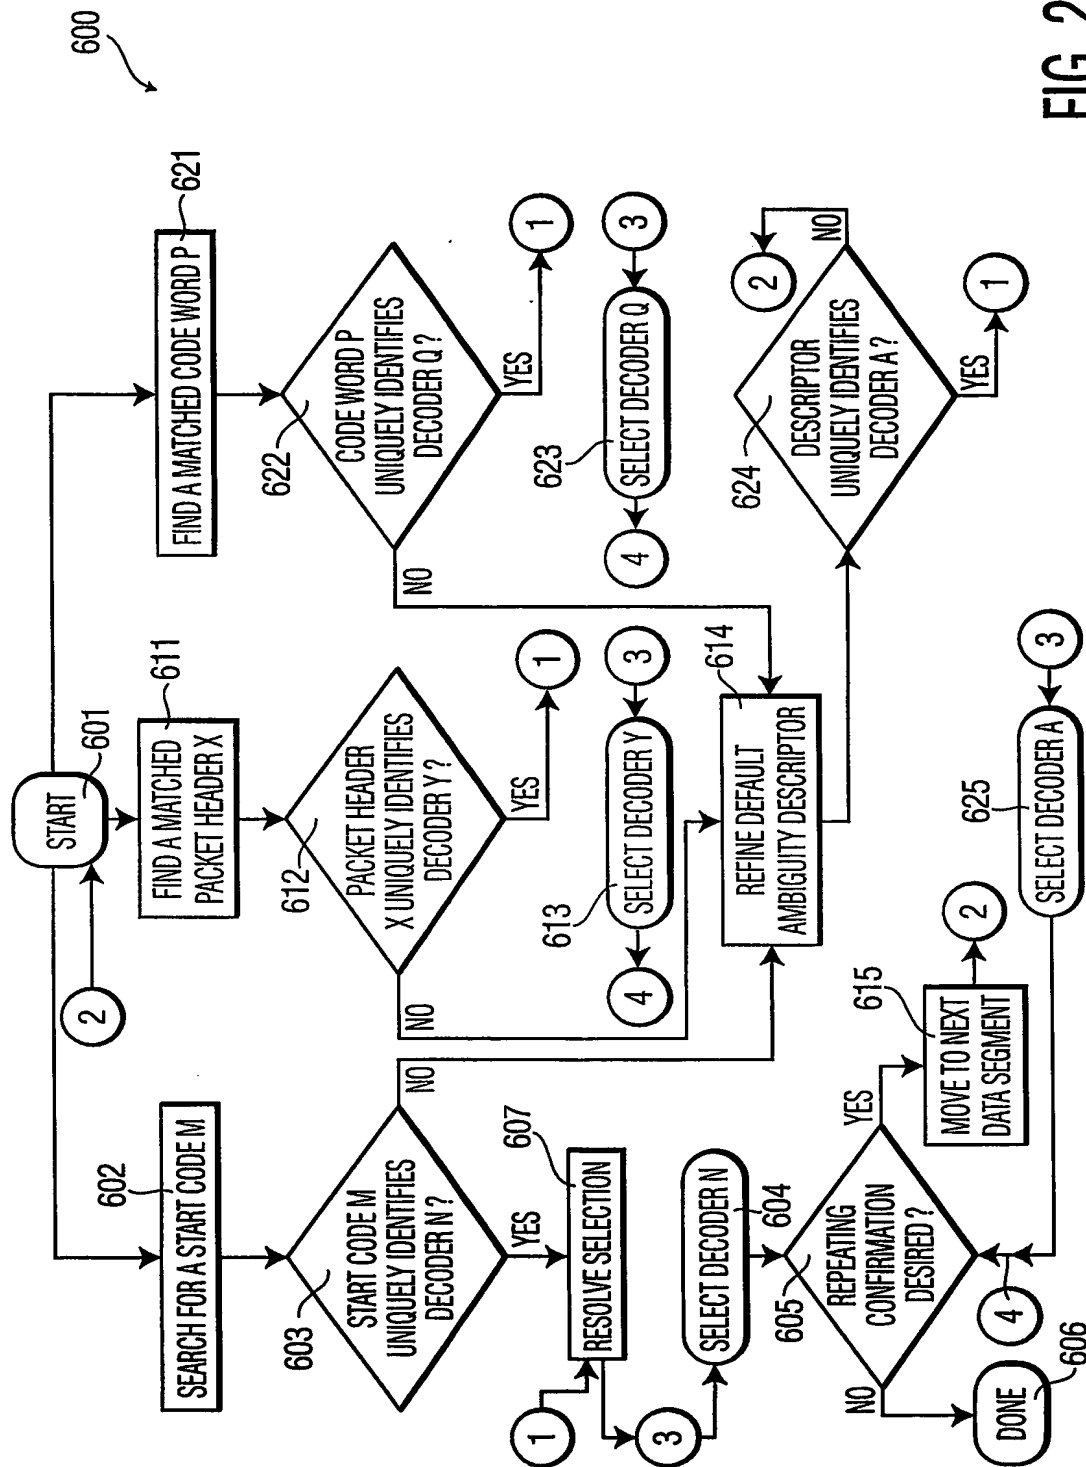 600
START
601
2
SEARCH FOR A START CODE M
602
FIND A MATCHED
PACKET HEADER X
611
FIND A MATCHED CODE WORD P
621
START CODE M
UNIQUELY IDENTIFIES
DECODER N ?
603
NO
YES
PACKET HEADER
X UNIQUELY IDENTIFIES
DECODER Y ?
612
NO
YES
1
CODE WORD P
UNIQUELY IDENTIFIES
DECODER Q ?
622
NO
YES
1
1
RESOLVE SELECTION
607
3
4
SELECT DECODER Y
613
3
4
SELECT DECODER Q
623
3
SELECT DECODER N
604
REFINE DEFAULT
AMBIGUITY DESCRIPTOR
614
DESCRIPTOR
UNIQUELY IDENTIFIES
DECODER A ?
624
2
NO
YES
1
REPEATING
CONFIRMATION
DESIRED ?
605
NO
YES
MOVE TO NEXT
DATA SEGMENT
615
2
DONE
606
4
SELECT DECODER A
625
3
FIG. 2